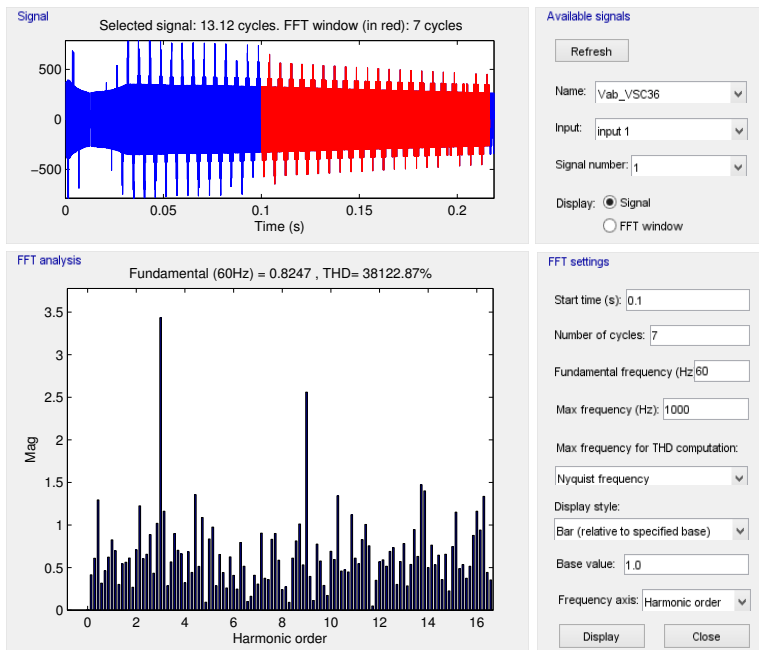 Signal
Selected signal: 13.12 cycles. FFT window (in red): 7 cycles
500
0
−500
0 0.05 0.1 0.15 0.2
Time (s)
Available signals
Refresh
Name: Vab_VSC36
Input: input 1
Signal number: 1
Display: Signal
FFT window
FFT analysis
Fundamental (60Hz) = 0.8247 , THD= 38122.87%
3.5
3
2.5
2
1.5
1
0.5
0
Mag
0 2 4 6 8 10 12 14 16
Harmonic order
FFT settings
Start time (s): 0.1
Number of cycles: 7
Fundamental frequency (Hz 60
Max frequency (Hz): 1000
Max frequency for THD computation:
Nyquist frequency
Display style:
Bar (relative to specified base)
Base value: 1.0
Frequency axis: Harmonic order
Display Close